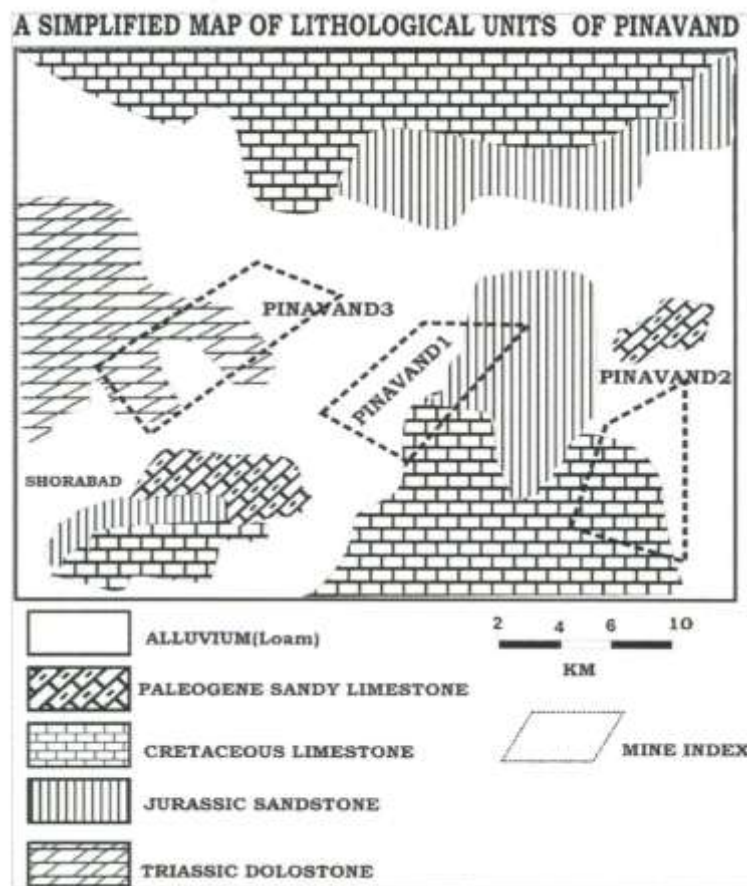 A SIMPLIFIED MAP OF LITHOLOGICAL UNITS OF PINAVAND
PINAVAND3
PINAVAND1
PINAVAND2
SHORABAD
ALLUVIUM(Loam)
PALEOGENE SANDY LIMESTONE
CRETACEOUS LIMESTONE
JURASSIC SANDSTONE
TRIASSIC DOLOSTONE
2 4 6 10
KM
MINE INDEX